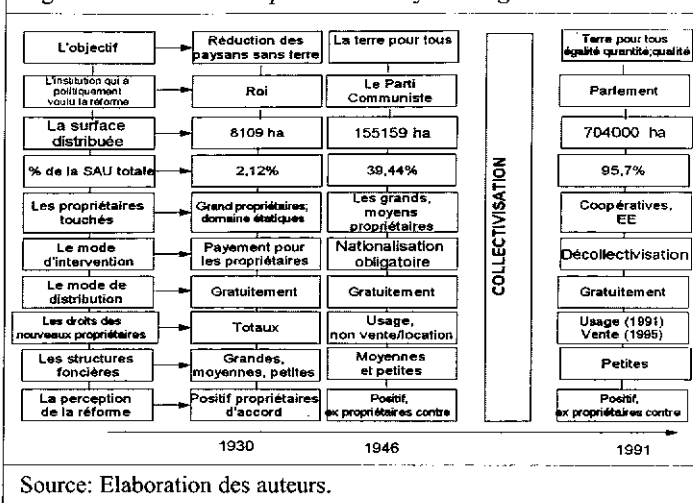 L'objectif
Réduction des
paysans sans terre
La terre pour tous
Terre pour tous
égalité quantité;qualité
L'institution qui a
politiquement
voulu la réforme
Roi
Le Parti
Communiste
Parlement
La surface
distribuée
8109 ha
155159 ha
704000 ha
% de la SAU totale
2,12%
39,44%
95,7%
Les propriétaires
touchés
Grand propriétaires;
domaine étatiques
Les grands,
moyens
propriétaires
Coopératives,
EE
Le mode
d'intervention
Payement pour
les propriétaires
Nationalisation
obligatoire
Décollectivisation
Le mode de
distribution
Gratuitement
Gratuitement
Gratuitement
Les droits des
nouveaux propriétaires
Totaux
Usage,
non vente/location
Usage (1991)
Vente (1995)
Les structures
foncières
Grandes,
moyennes, petites
Moyennes
et petites
Petites
La perception
de la réforme
Positif propriétaires
d'accord
Positif,
ex propriétaires contre
Positif,
ex propriétaires contre
COLLECTIVISATION
1930
1946
1991
Source: Elaboration des auteurs.